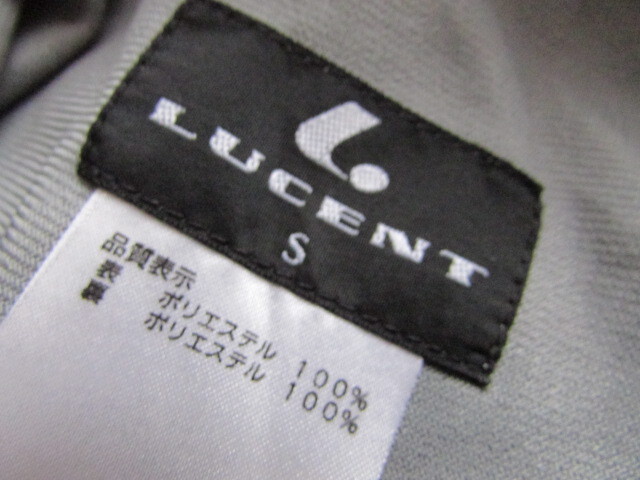 LUCENT
S
品質表示
表 ポリエステル 100%
裏 ポリエステル 100%